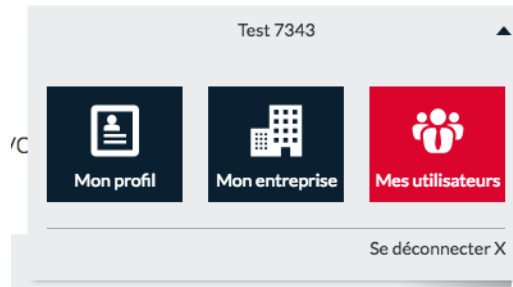 Test 7343
Mon profil
Mon entreprise
Mes utilisateurs
Se déconnecter X